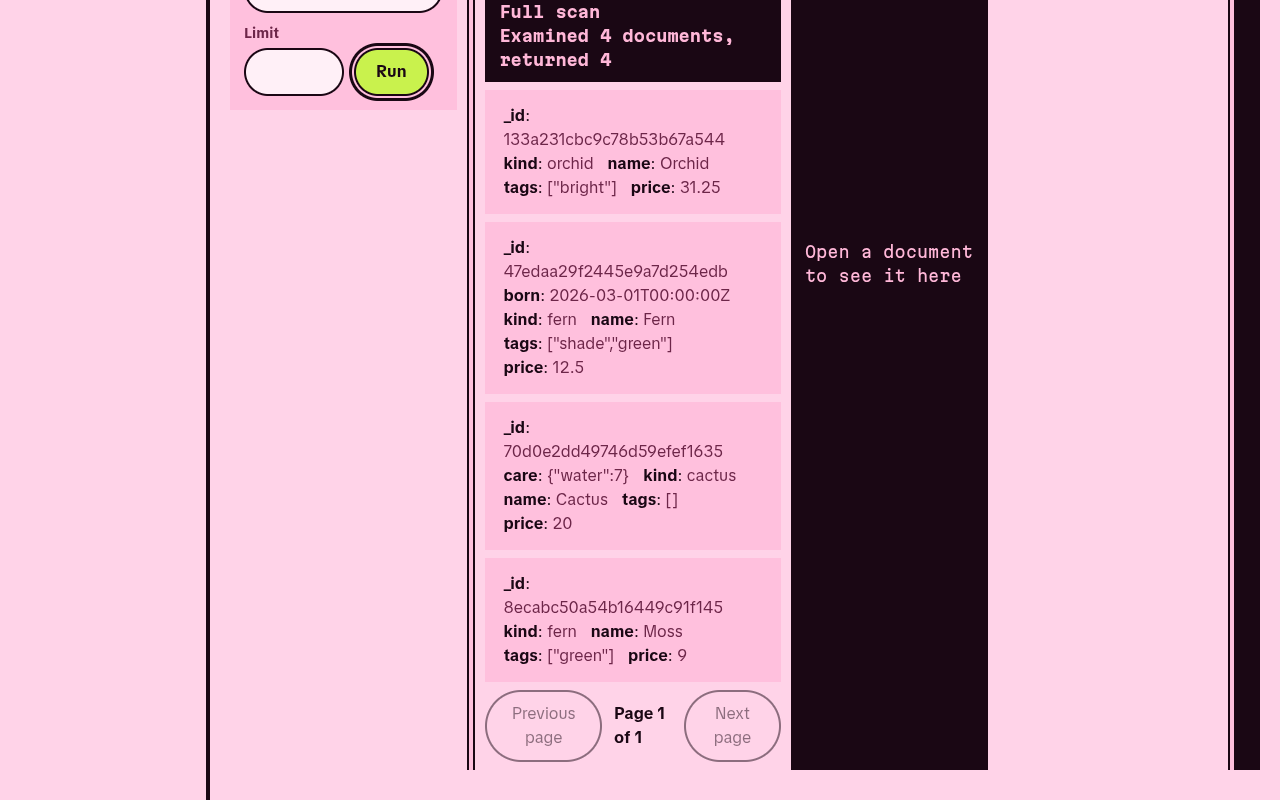 Limit
Run
Full scan
Examined 4 documents,
returned 4
_id:
133a231cbc9c78b53b67a544
kind: orchid name: Orchid
tags: ["bright"] price: 31.25
_id:
47edaa29f2445e9a7d254edb
born: 2026-03-01T00:00:00Z
kind: fern name: Fern
tags: ["shade","green"]
price: 12.5
_id:
70d0e2dd49746d59efef1635
care: {"water":7} kind: cactus
name: Cactus tags: []
price: 20
_id:
8ecabc50a54b16449c91f145
kind: fern name: Moss
tags: ["green"] price: 9
Previous
page
Page 1
of 1
Next
page
Open a document
to see it here